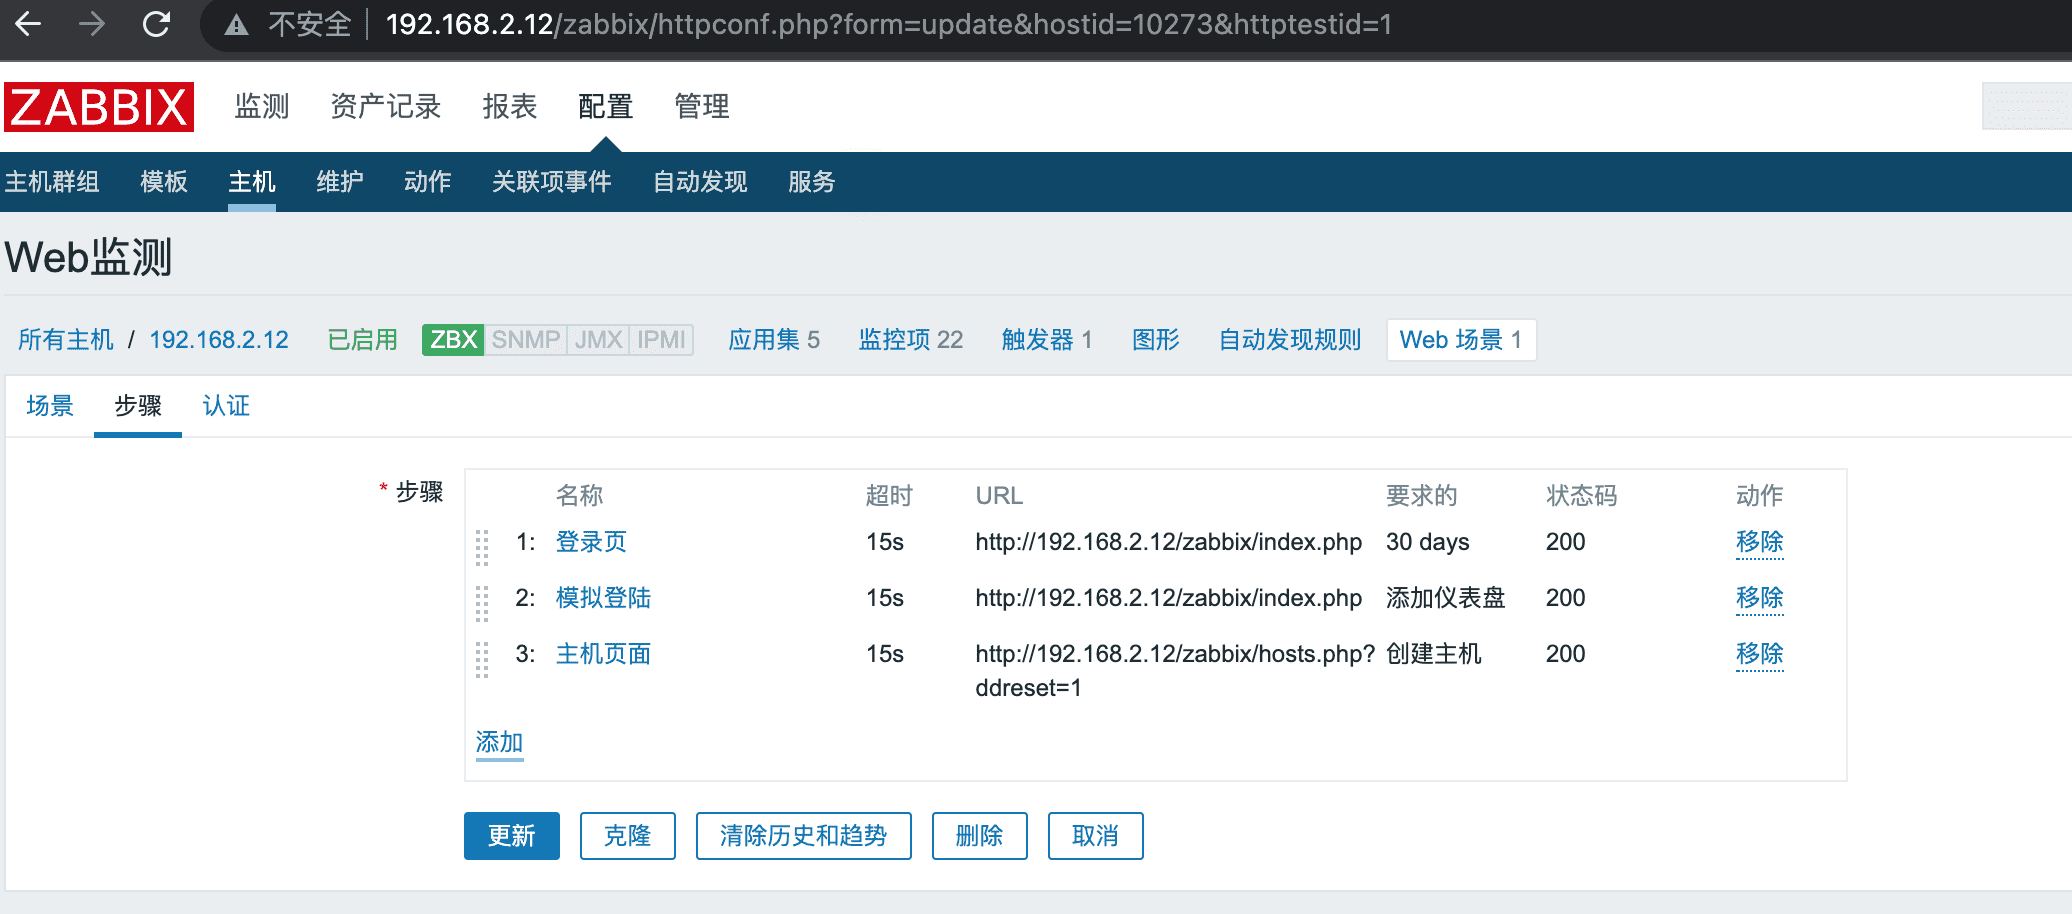 不安全 192.168.2.12/zabbix/httpconf.php?form=update&hostid=10273&httptestid=1
ZABBIX 监测 资产记录 报表 配置 管理
主机群组 模板 主机 维护 动作 关联项事件 自动发现 服务
Web监测
所有主机 / 192.168.2.12 已启用 ZBX SNMP JMX IPMI 应用集 5 监控项 22 触发器 1 图形 自动发现规则 Web 场景 1
场景 步骤 认证
* 步骤 名称 超时 URL 要求的 状态码 动作
1: 登录页 15s http://192.168.2.12/zabbix/index.php 30 days 200 移除
2: 模拟登陆 15s http://192.168.2.12/zabbix/index.php 添加仪表盘 200 移除
3: 主机页面 15s http://192.168.2.12/zabbix/hosts.php? 创建主机 200 移除
ddreset=1
添加
更新 克隆 清除历史和趋势 删除 取消